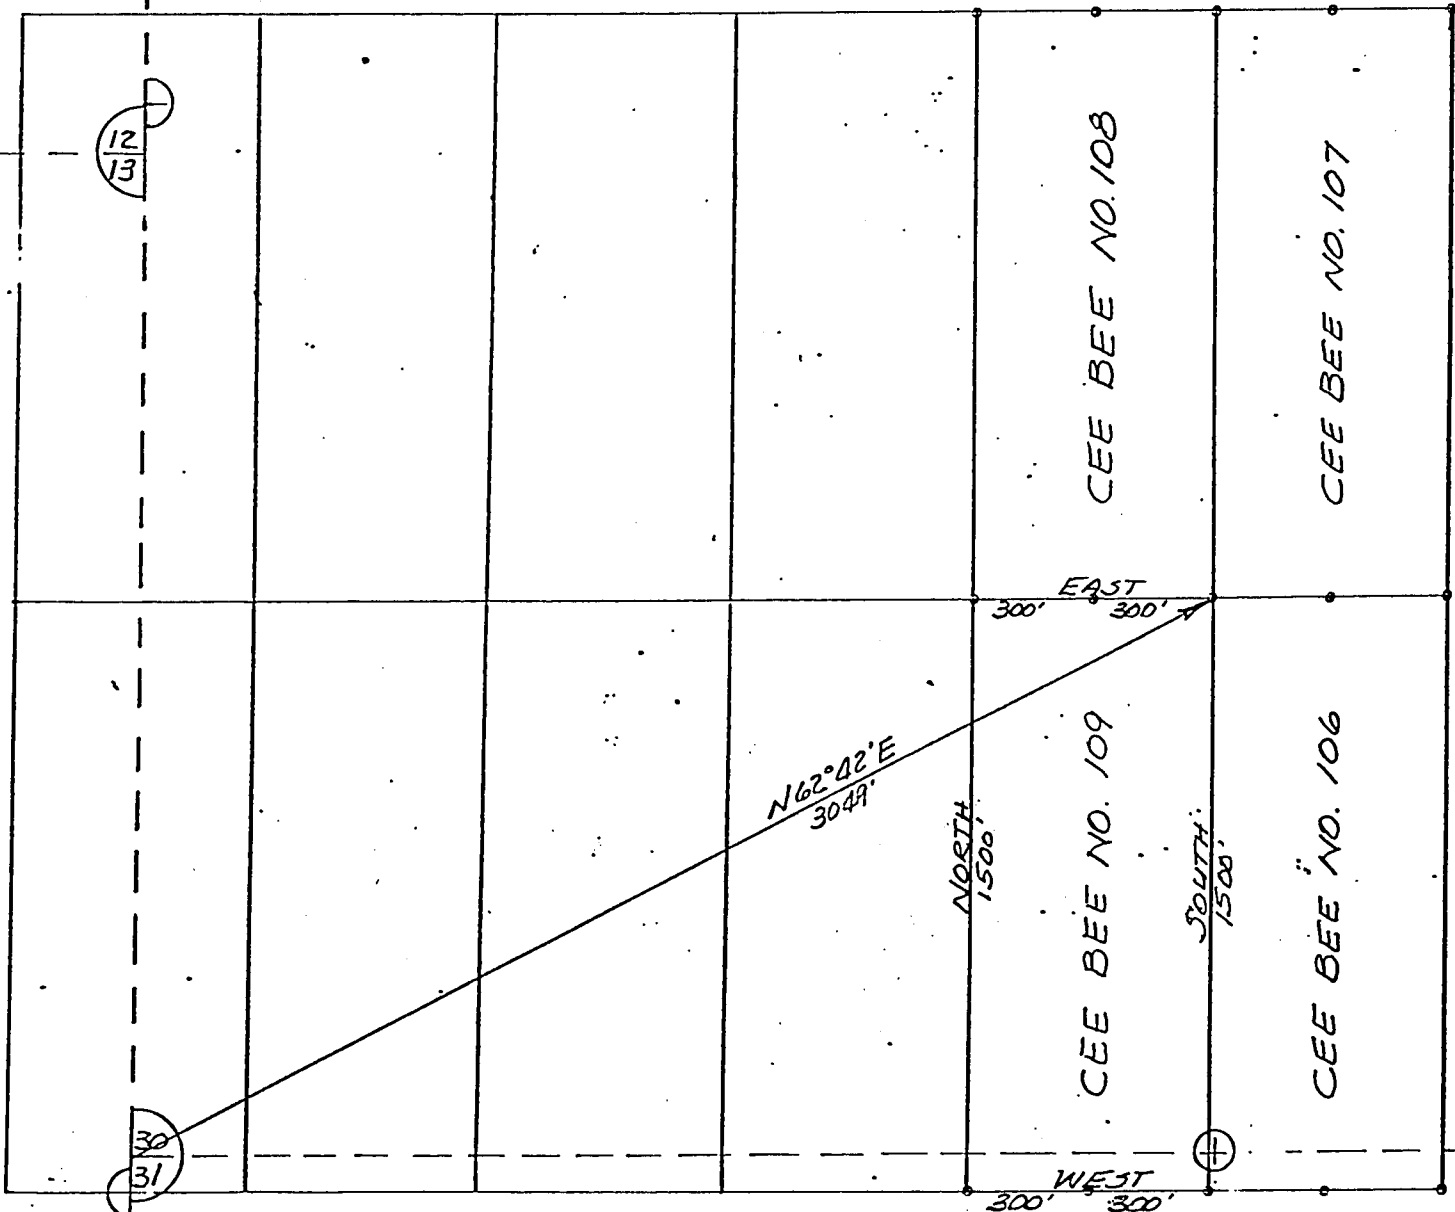 12
13
CEE BEE NO. 108
CEE BEE NO. 107
EAST
300' 300'
N 62°42' E
3049'
NORTH
1500'
CEE BEE NO. 109
SOUTH
1500'
CEE BEE NO. 106
30
31
WEST
300' 300'